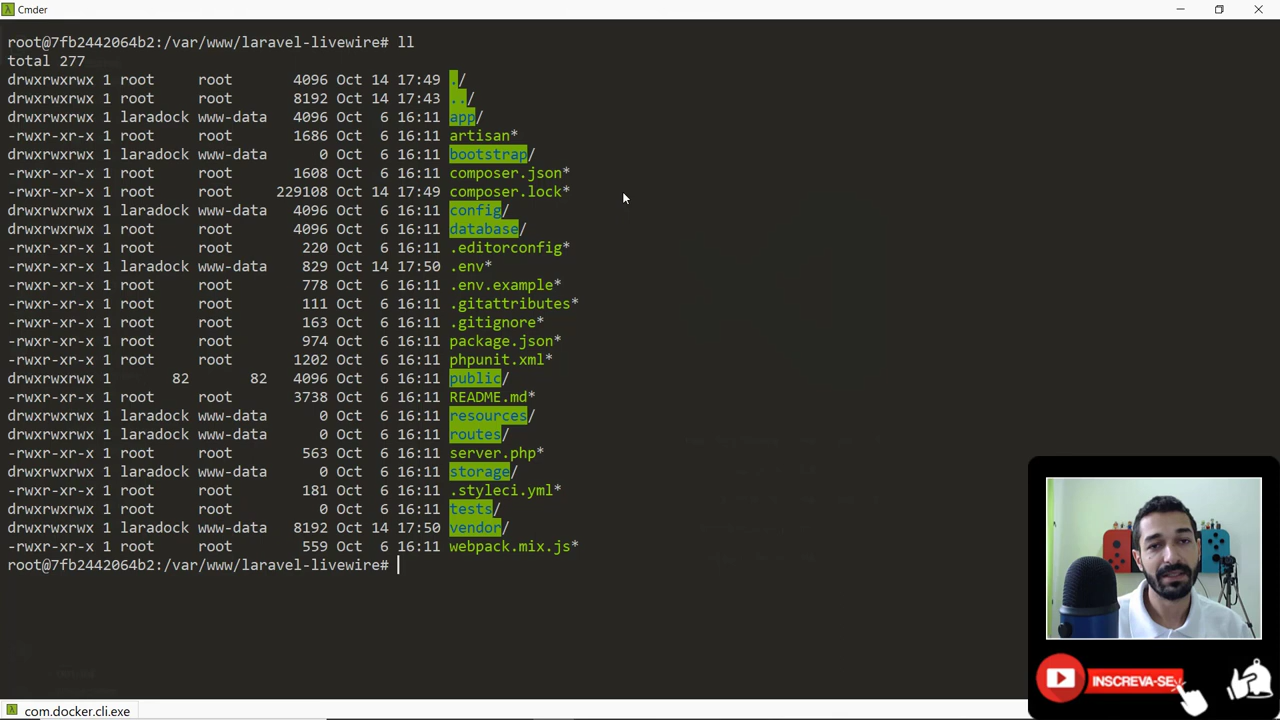 Cmder
root@7fb2442064b2:/var/www/laravel-livewire# ll
total 277
drwxrwxrwx 1 root     root       4096 Oct 14 17:49 ./
drwxrwxrwx 1 root     root       8192 Oct 14 17:43 ../
drwxrwxrwx 1 laradock www-data   4096 Oct  6 16:11 app/
-rwxr-xr-x 1 root     root       1686 Oct  6 16:11 artisan*
drwxrwxrwx 1 laradock www-data      0 Oct  6 16:11 bootstrap/
-rwxr-xr-x 1 root     root       1608 Oct  6 16:11 composer.json*
-rwxr-xr-x 1 root     root     229108 Oct 14 17:49 composer.lock*
drwxrwxrwx 1 laradock www-data   4096 Oct  6 16:11 config/
drwxrwxrwx 1 laradock www-data   4096 Oct  6 16:11 database/
-rwxr-xr-x 1 root     root        220 Oct  6 16:11 .editorconfig*
-rwxr-xr-x 1 laradock www-data    829 Oct 14 17:50 .env*
-rwxr-xr-x 1 root     root        778 Oct  6 16:11 .env.example*
-rwxr-xr-x 1 root     root        111 Oct  6 16:11 .gitattributes*
-rwxr-xr-x 1 root     root        163 Oct  6 16:11 .gitignore*
-rwxr-xr-x 1 root     root        974 Oct  6 16:11 package.json*
-rwxr-xr-x 1 root     root       1202 Oct  6 16:11 phpunit.xml*
drwxrwxrwx 1       82       82   4096 Oct  6 16:11 public/
-rwxr-xr-x 1 root     root       3738 Oct  6 16:11 README.md*
drwxrwxrwx 1 laradock www-data      0 Oct  6 16:11 resources/
drwxrwxrwx 1 laradock www-data      0 Oct  6 16:11 routes/
-rwxr-xr-x 1 root     root        563 Oct  6 16:11 server.php*
drwxrwxrwx 1 laradock www-data      0 Oct  6 16:11 storage/
-rwxr-xr-x 1 root     root        181 Oct  6 16:11 .styleci.yml*
drwxrwxrwx 1 laradock www-data      0 Oct  6 16:11 tests/
drwxrwxrwx 1 laradock www-data   8192 Oct 14 17:50 vendor/
-rwxr-xr-x 1 root     root        559 Oct  6 16:11 webpack.mix.js*
root@7fb2442064b2:/var/www/laravel-livewire#
INSCREVA-SE
com.docker.cli.exe